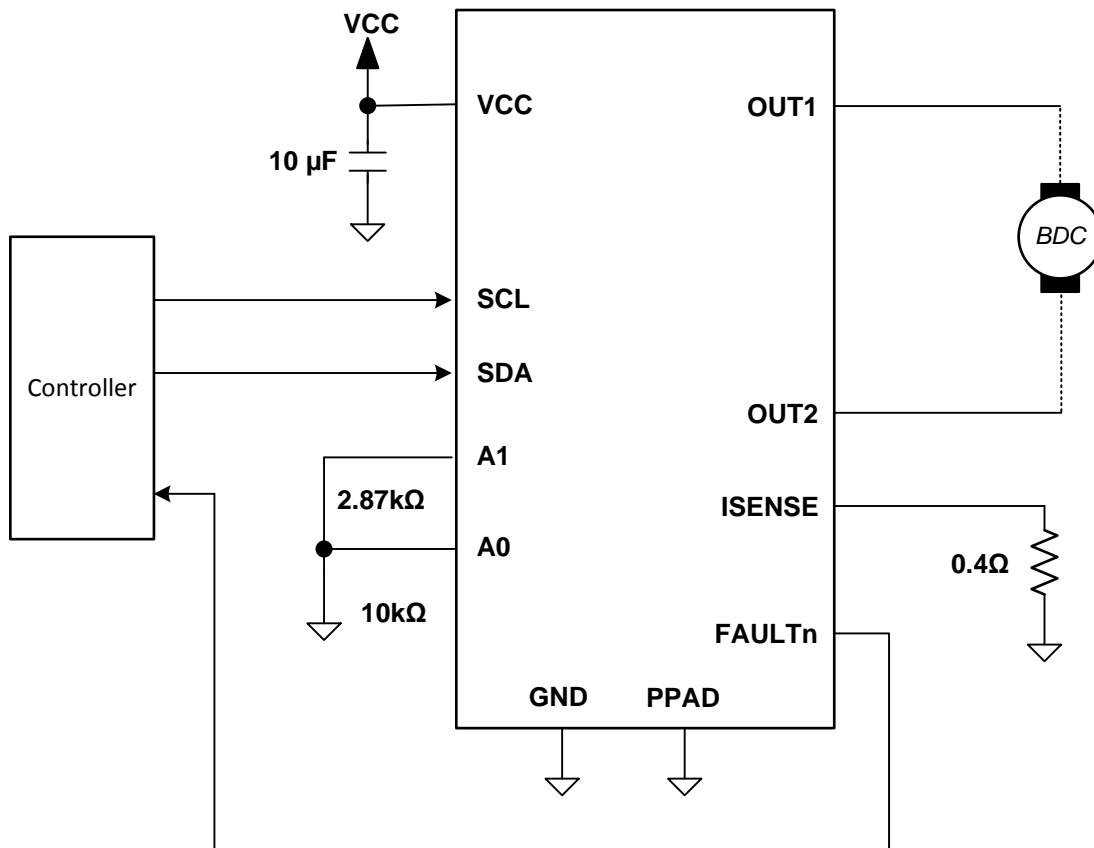 VCC
VCC
OUT1
10 µF
BDC
SCL
Controller
SDA
OUT2
A1
2.87kΩ
ISENSE
A0
0.4Ω
10kΩ
FAULTn
GND
PPAD